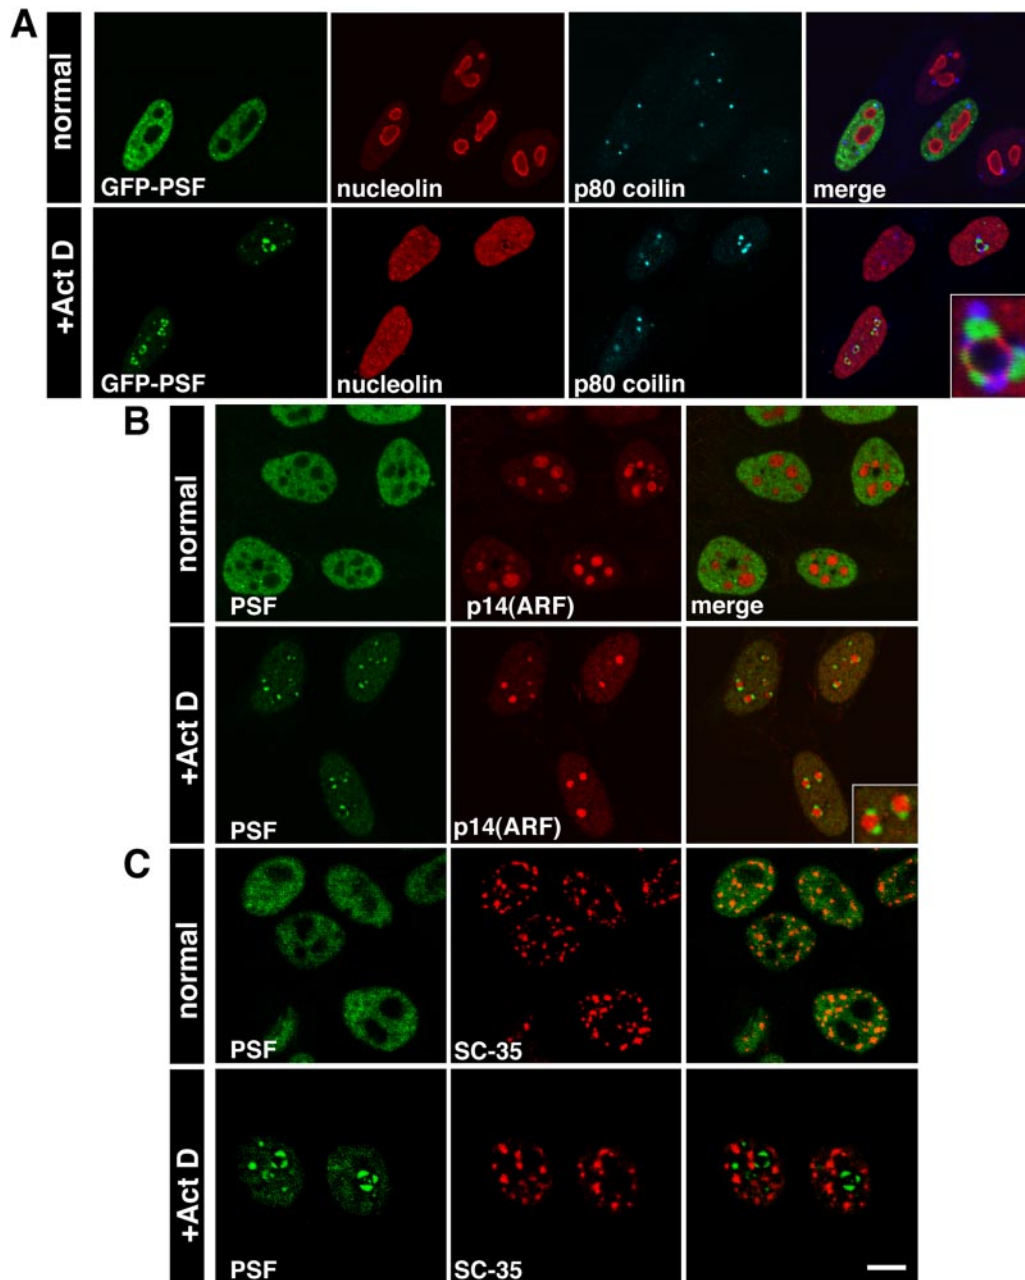 A
normal
GFP-PSF
nucleolin
p80 coilin
merge
+Act D
GFP-PSF
nucleolin
p80 coilin
B
normal
PSF
p14(ARF)
merge
+Act D
PSF
p14(ARF)
C
normal
PSF
SC-35
+Act D
PSF
SC-35